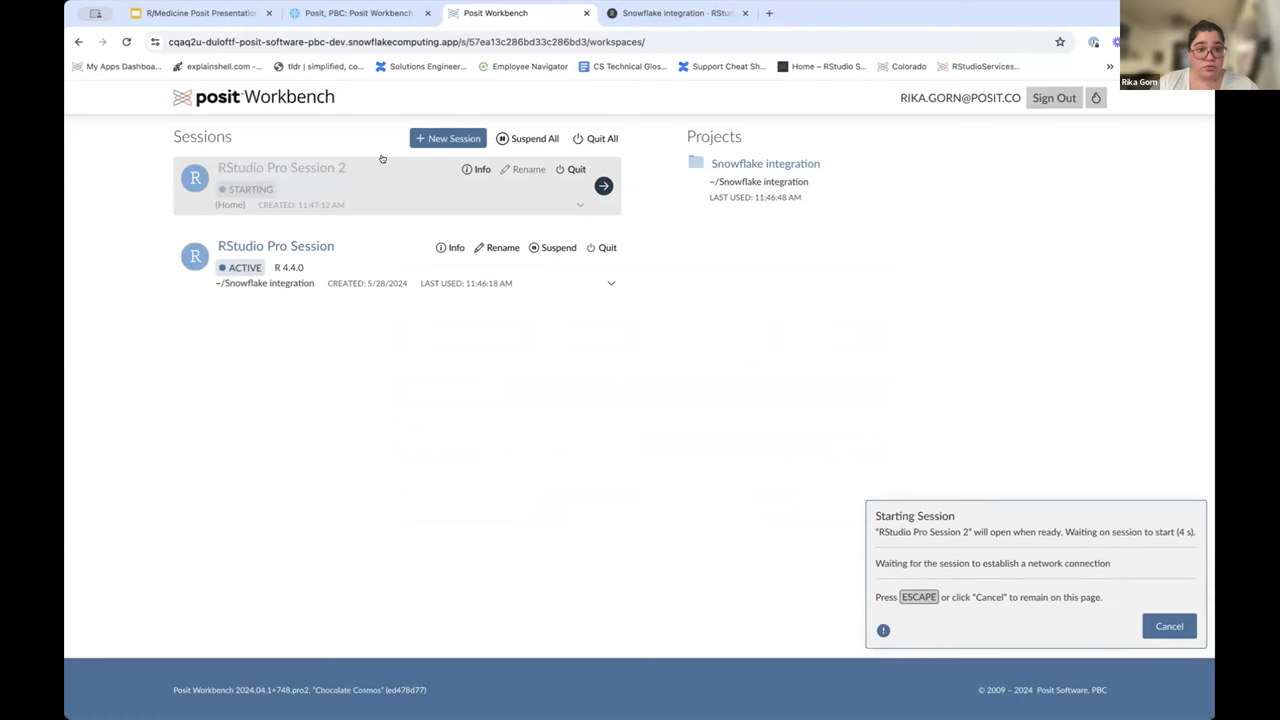 R/Medicine Posit Presentatio
Posit, PBC: Posit Workbench
Posit Workbench
Snowflake integration - RStu
cqaq2u-duloftf-posit-software-pbc-dev.snowflakecomputing.app/s/57ea13c286bd33c286bd3/workspaces/
My Apps Dashboa...
explainshell.com -...
tldr | simplified, co...
Solutions Engineer...
Employee Navigator
CS Technical Glos...
Support Cheat Sh...
Home – RStudio S...
Colorado
RStudioServices...
»
Rika Gorn
posit Workbench
RIKA.GORN@POSIT.CO
Sign Out
Sessions
+ New Session
Suspend All
Quit All
Projects
R
RStudio Pro Session 2
Info
Rename
Quit
STARTING
(Home)
CREATED: 11:47:12 AM
Snowflake integration
~/Snowflake integration
LAST USED: 11:46:48 AM
R
RStudio Pro Session
Info
Rename
Suspend
Quit
ACTIVE
R 4.4.0
~/Snowflake integration
CREATED: 5/28/2024
LAST USED: 11:46:18 AM
Starting Session
"RStudio Pro Session 2" will open when ready. Waiting on session to start (4 s).
Waiting for the session to establish a network connection
Press ESCAPE or click "Cancel" to remain on this page.
Cancel
Posit Workbench 2024.04.1+748.pro2, "Chocolate Cosmos" (ed478d77)
© 2009 – 2024 Posit Software, PBC